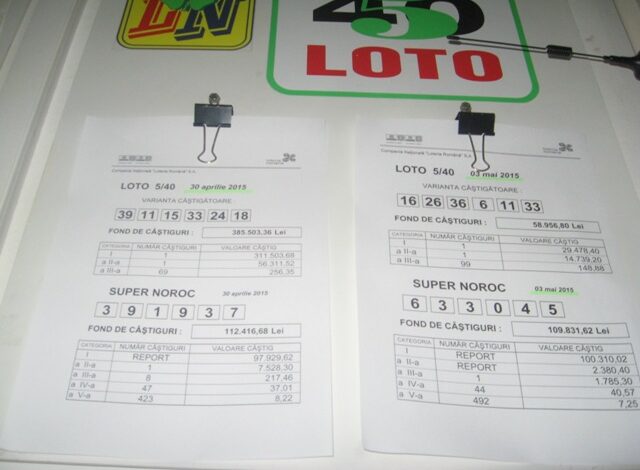 LN
450
LOTO
Compania Națională "Loteria Română" S.A.
LOTO 5/40 30 aprilie 2015
VARIANTA CÂȘTIGĂTOARE :
39 11 15 33 24 18
FOND DE CÂȘTIGURI : 385.503,36 Lei
CATEGORIA NUMĂR CÂȘTIGURI VALOARE CÂȘTIG
I 1 311.503,68
a II-a 1 56.311,52
a III-a 69 256,35
SUPER NOROC 30 aprilie 2015
3 9 1 9 3 7
FOND DE CÂȘTIGURI : 112.416,68 Lei
CATEGORIA NUMĂR CÂȘTIGURI VALOARE CÂȘTIG
I REPORT 97.929,62
a II-a 1 7.528,30
a III-a 8 217,46
a IV-a 47 37,01
a V-a 423 8,22
Compania Națională "Loteria Română" S.A.
LOTO 5/40 03 mai 2015
VARIANTA CÂȘTIGĂTOARE :
16 26 36 6 11 33
FOND DE CÂȘTIGURI : 58.956,80 Lei
CATEGORIA NUMĂR CÂȘTIGURI VALOARE CÂȘTIG
I 1 29.478,40
a II-a 1 14.739,20
a III-a 99 148,88
SUPER NOROC 03 mai 2015
6 3 3 0 4 5
FOND DE CÂȘTIGURI : 109.831,62 Lei
CATEGORIA NUMĂR CÂȘTIGURI VALOARE CÂȘTIG
I REPORT 100.310,02
a II-a REPORT 2.380,40
a III-a 1 1.785,30
a IV-a 44 40,57
a V-a 492 7,25